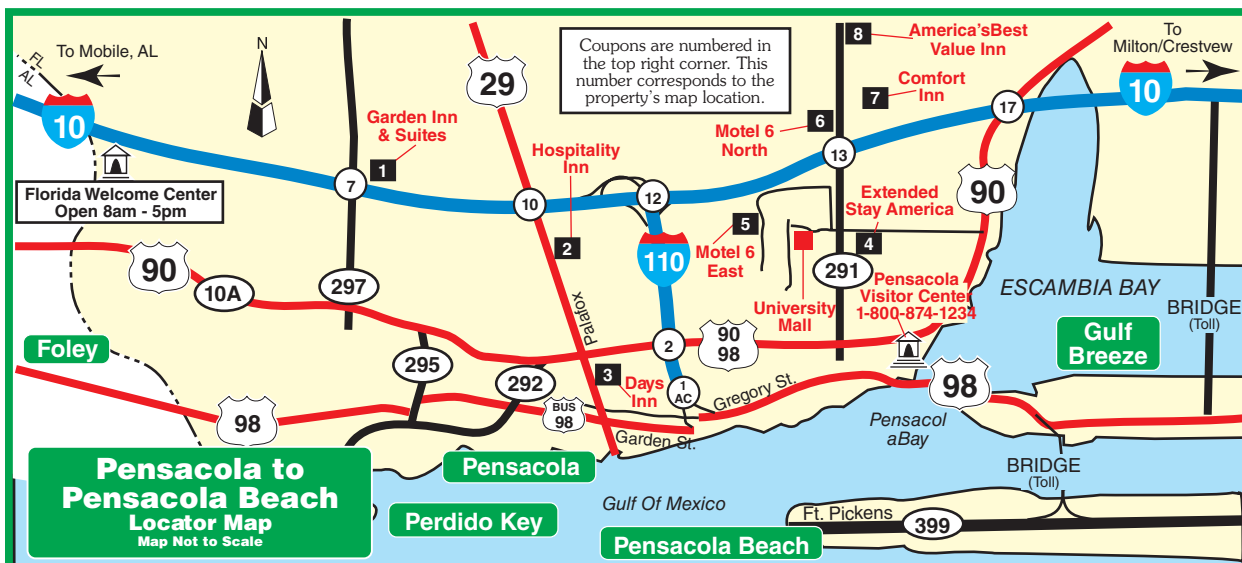 FL
AL
To Mobile, AL
N
29
Coupons are numbered in
the top right corner. This
number corresponds to the
property's map location.
8
America'sBest
Value Inn
To
Milton/Crestvew
10
10
Garden Inn
& Suites
1
7
Comfort
Inn
17
6
Motel 6
North
13
Hospitality
Inn
Florida Welcome Center
Open 8am - 5pm
7
10
12
90
Extended
Stay America
5
Motel 6
East
4
2
110
291
90
10A
297
Palafox
University
Mall
Pensacola
Visitor Center
1-800-874-1234
ESCAMBIA BAY
BRIDGE
(Toll)
Gulf
Breeze
Foley
295
292
2
90
98
3
Days
Inn
1
AC
Gregory St.
98
98
BUS
98
Garden St.
Pensacol
aBay
Pensacola to
Pensacola Beach
Locator Map
Map Not to Scale
Pensacola
Perdido Key
Gulf Of Mexico
BRIDGE
(Toll)
Ft. Pickens
399
Pensacola Beach